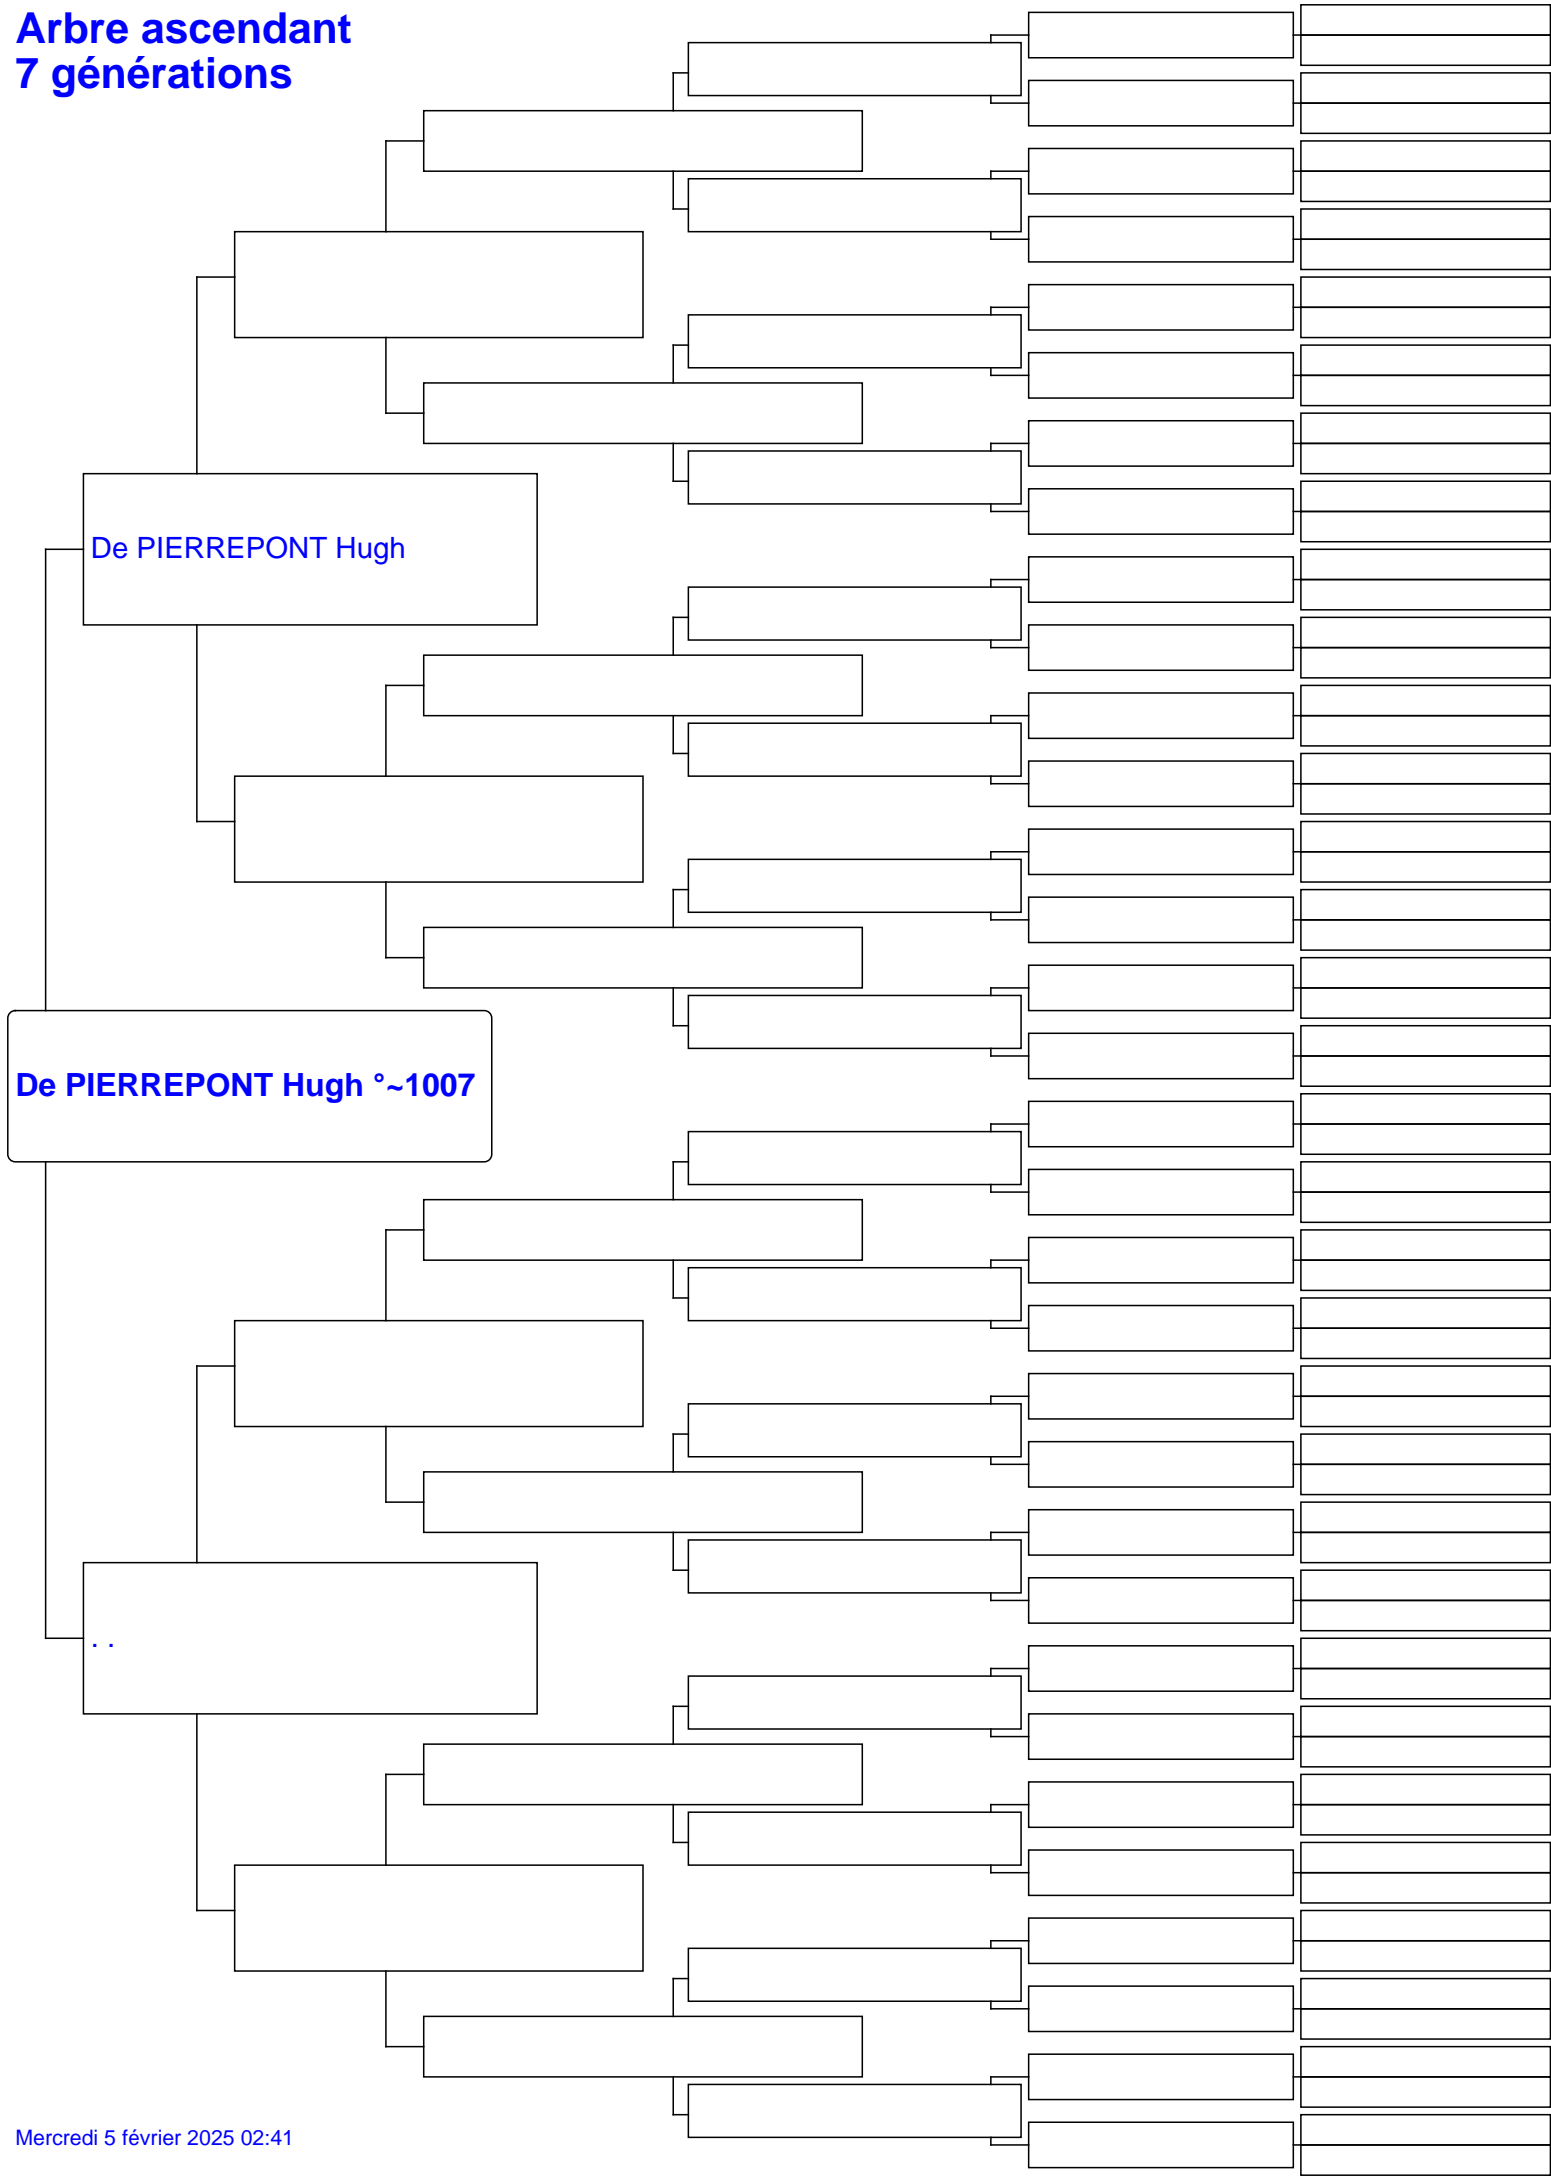 Arbre ascendant
7 générations
De PIERREPONT Hugh
De PIERREPONT Hugh °~1007
. .
Mercredi 5 février 2025 02:41